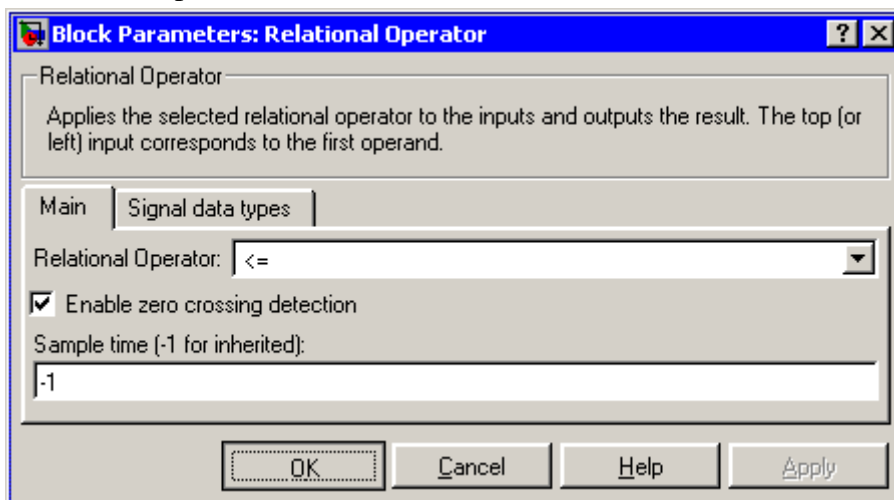 Block Parameters: Relational Operator
Relational Operator
Applies the selected relational operator to the inputs and outputs the result. The top (or
left) input corresponds to the first operand.
Main Signal data types
Relational Operator: <=
Enable zero crossing detection
Sample time (-1 for inherited):
-1
OK Cancel Help Apply